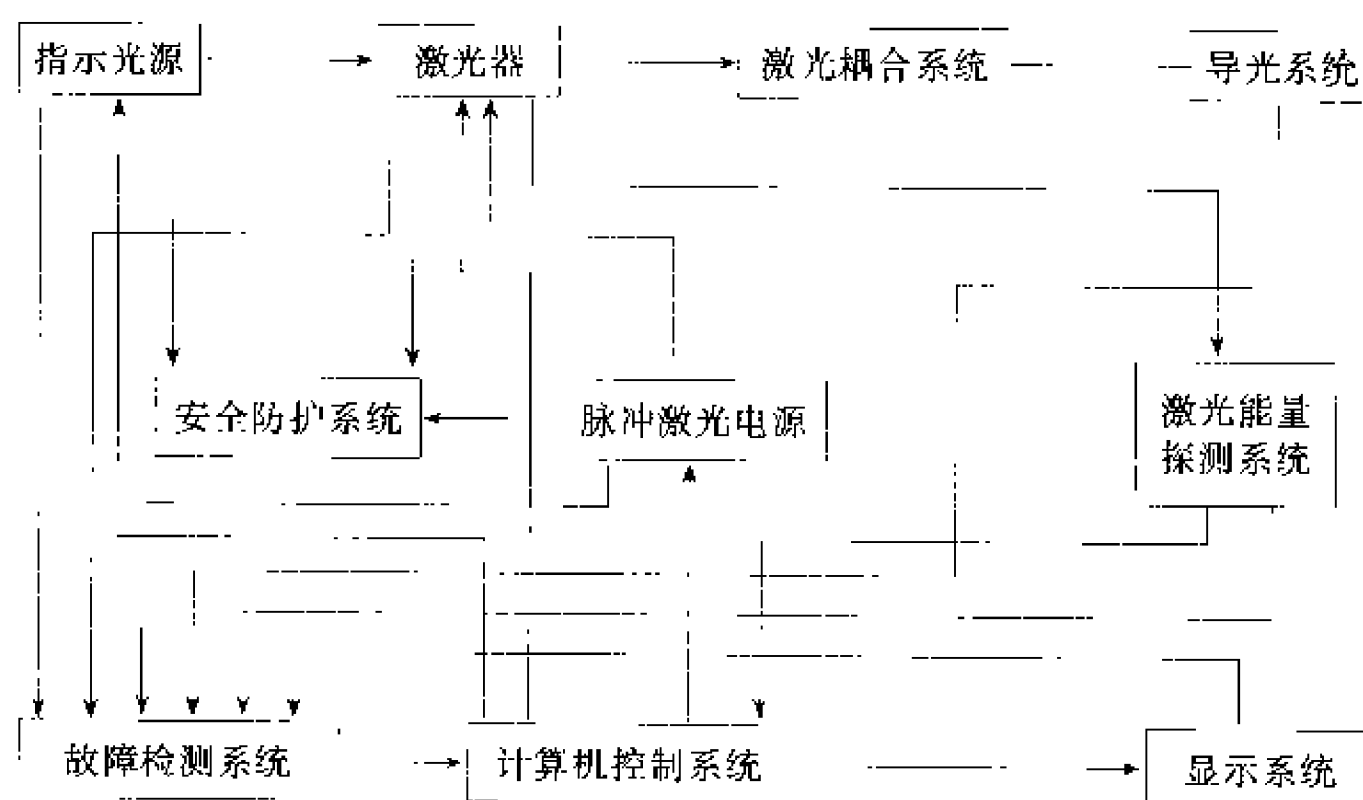 指示光源
激光器
激光耦合系统
导光系统
安全防护系统
脉冲激光电源
激光能量
探测系统
故障检测系统
计算机控制系统
显示系统